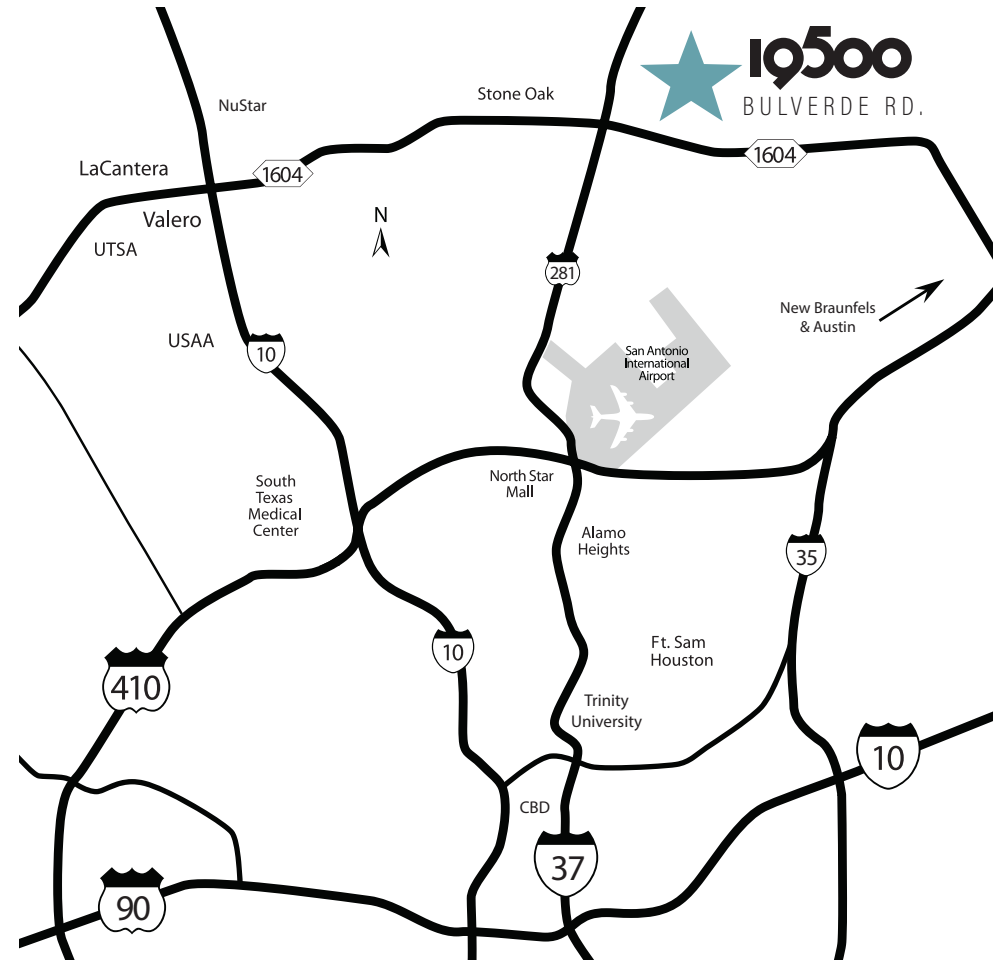 19500
BULVERDE RD.
Stone Oak
NuStar
1604
LaCantera
1604
Valero
N
UTSA
281
New Braunfels
& Austin
USAA
10
San Antonio
International
Airport
North Star
Mall
South
Texas
Medical
Center
Alamo
Heights
35
Ft. Sam
Houston
10
410
Trinity
University
10
CBD
37
90